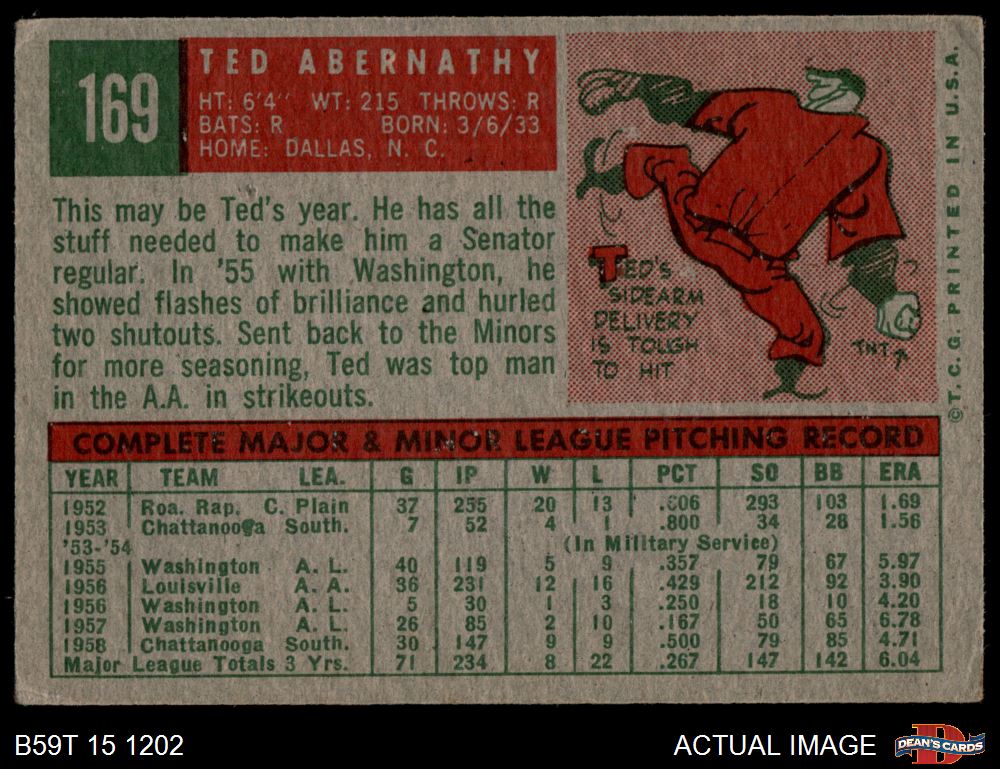 169
TED ABERNATHY
HT: 6'4" WT: 215 THROWS: R
BATS: R BORN: 3/6/33
HOME: DALLAS, N. C.
This may be Ted's year. He has all the
stuff needed to make him a Senator
regular. In '55 with Washington, he
showed flashes of brilliance and hurled
two shutouts. Sent back to the Minors
for more seasoning, Ted was top man
in the A.A. in strikeouts.
TED'S
SIDEARM
DELIVERY
IS TOUGH
TO HIT
TNT
©T.C.G. PRINTED IN U.S.A.
COMPLETE MAJOR & MINOR LEAGUE PITCHING RECORD
YEAR TEAM LEA. G IP W L PCT SO BB ERA
1952 Roa. Rap. C. Plain 37 255 20 13 .606 293 103 1.69
1953 Chattanooga South. 7 52 4 1 .800 34 28 1.56
'53-'54 (In Military Service)
1955 Washington A. L. 40 119 5 9 .357 79 67 5.97
1956 Louisville A. A. 36 231 12 16 .429 212 92 3.90
1956 Washington A. L. 5 30 1 3 .250 18 10 4.20
1957 Washington A. L. 26 85 2 10 .167 50 65 6.78
1958 Chattanooga South. 30 147 9 9 .500 79 85 4.71
Major League Totals 3 Yrs. 71 234 8 22 .267 147 142 6.04
B59T 15 1202
ACTUAL IMAGE
D
DEAN'S CARDS